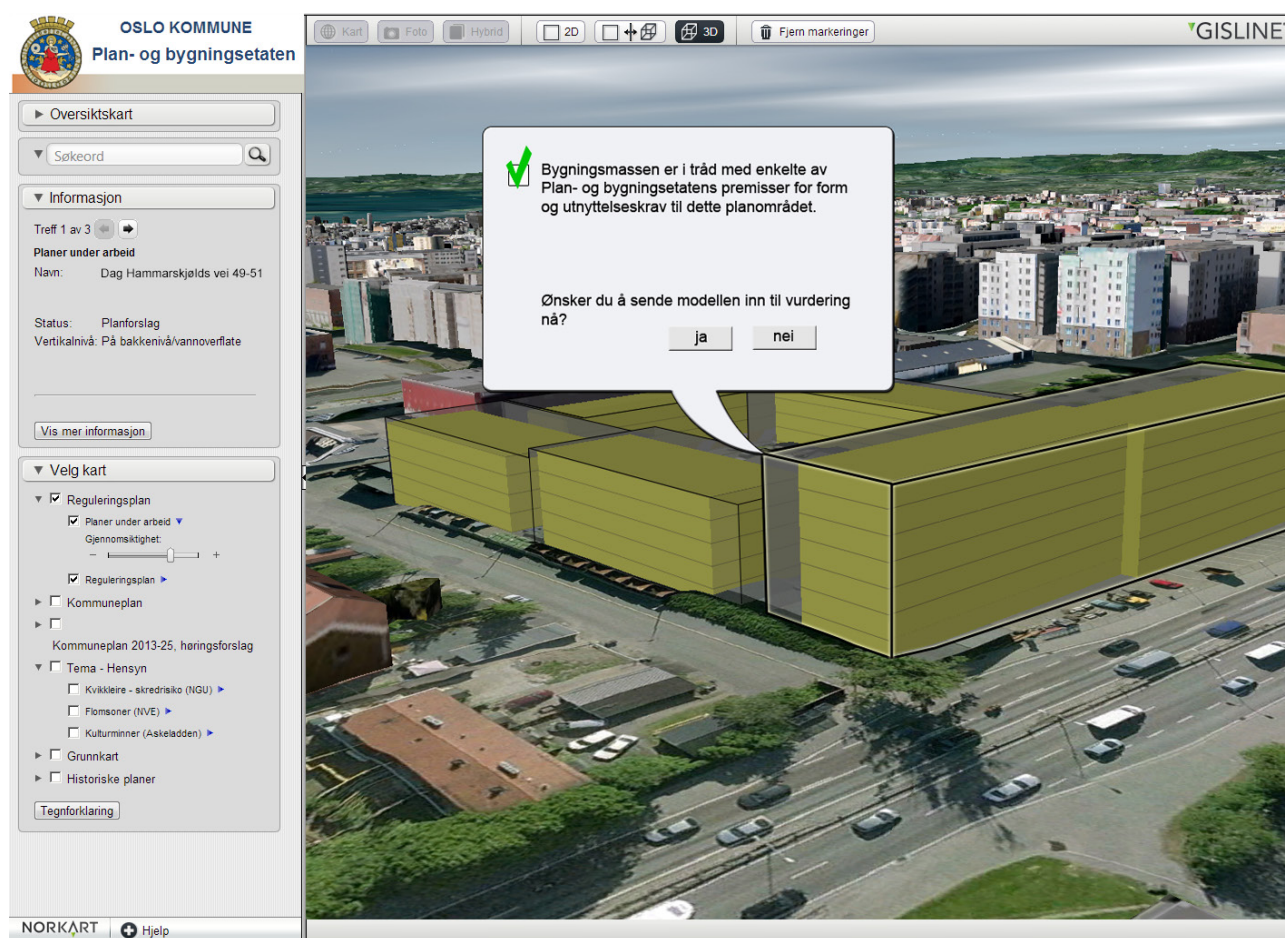 OSLO KOMMUNE
Plan- og bygningsetaten
Kart
Foto
Hybrid
2D
3D
Fjern markeringer
GISLINE
Oversiktskart
Søkeord
Informasjon
Treff 1 av 3
Planer under arbeid
Navn: Dag Hammarskjølds vei 49-51
Status: Planforslag
Vertikalnivå: På bakkenivå/vannoverflate
Vis mer informasjon
Velg kart
Reguleringsplan
Planer under arbeid
Gjennomsiktighet:
- +
Reguleringsplan
Kommuneplan
Kommuneplan 2013-25, høringsforslag
Tema - Hensyn
Kvikkleire - skredrisiko (NGU)
Flomsoner (NVE)
Kulturminner (Askeladden)
Grunnkart
Historiske planer
Tegnforklaring
NORKART
Hjelp
Bygningsmassen er i tråd med enkelte av
Plan- og bygningsetatens premisser for form
og utnyttelseskrav til dette planområdet.
Ønsker du å sende modellen inn til vurdering
nå?
ja
nei